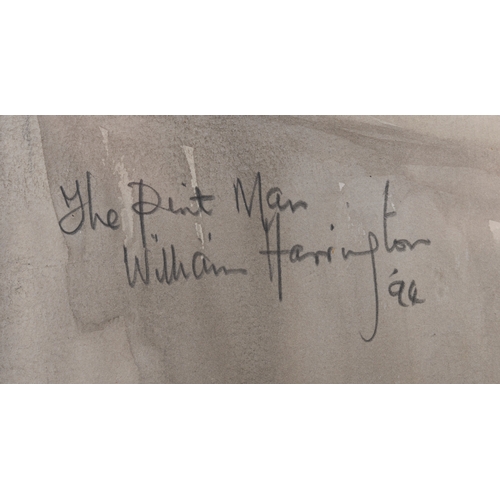 The Pint Man
William Harrington
'94